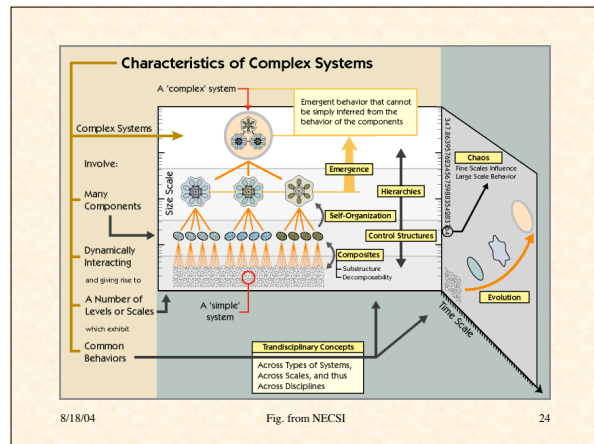 Characteristics of Complex Systems
A 'complex' system
Emergent behavior that cannot
be simply inferred from the
behavior of the components
Complex Systems
Involve:
Many
Components
Dynamically
Interacting
and giving rise to
A Number of
Levels or Scales
which exhibit
Common
Behaviors
Size Scale
Emergence
Hierarchies
Self-Organization
Control Structures
Composites
Substructure
Decomposability
A 'simple'
system
Chaos
Fine Scales Influence
Large Scale Behavior
Evolution
Time Scale
Trandisciplinary Concepts
Across Types of Systems,
Across Scales, and thus
Across Disciplines
8/18/04
Fig. from NECSI
24